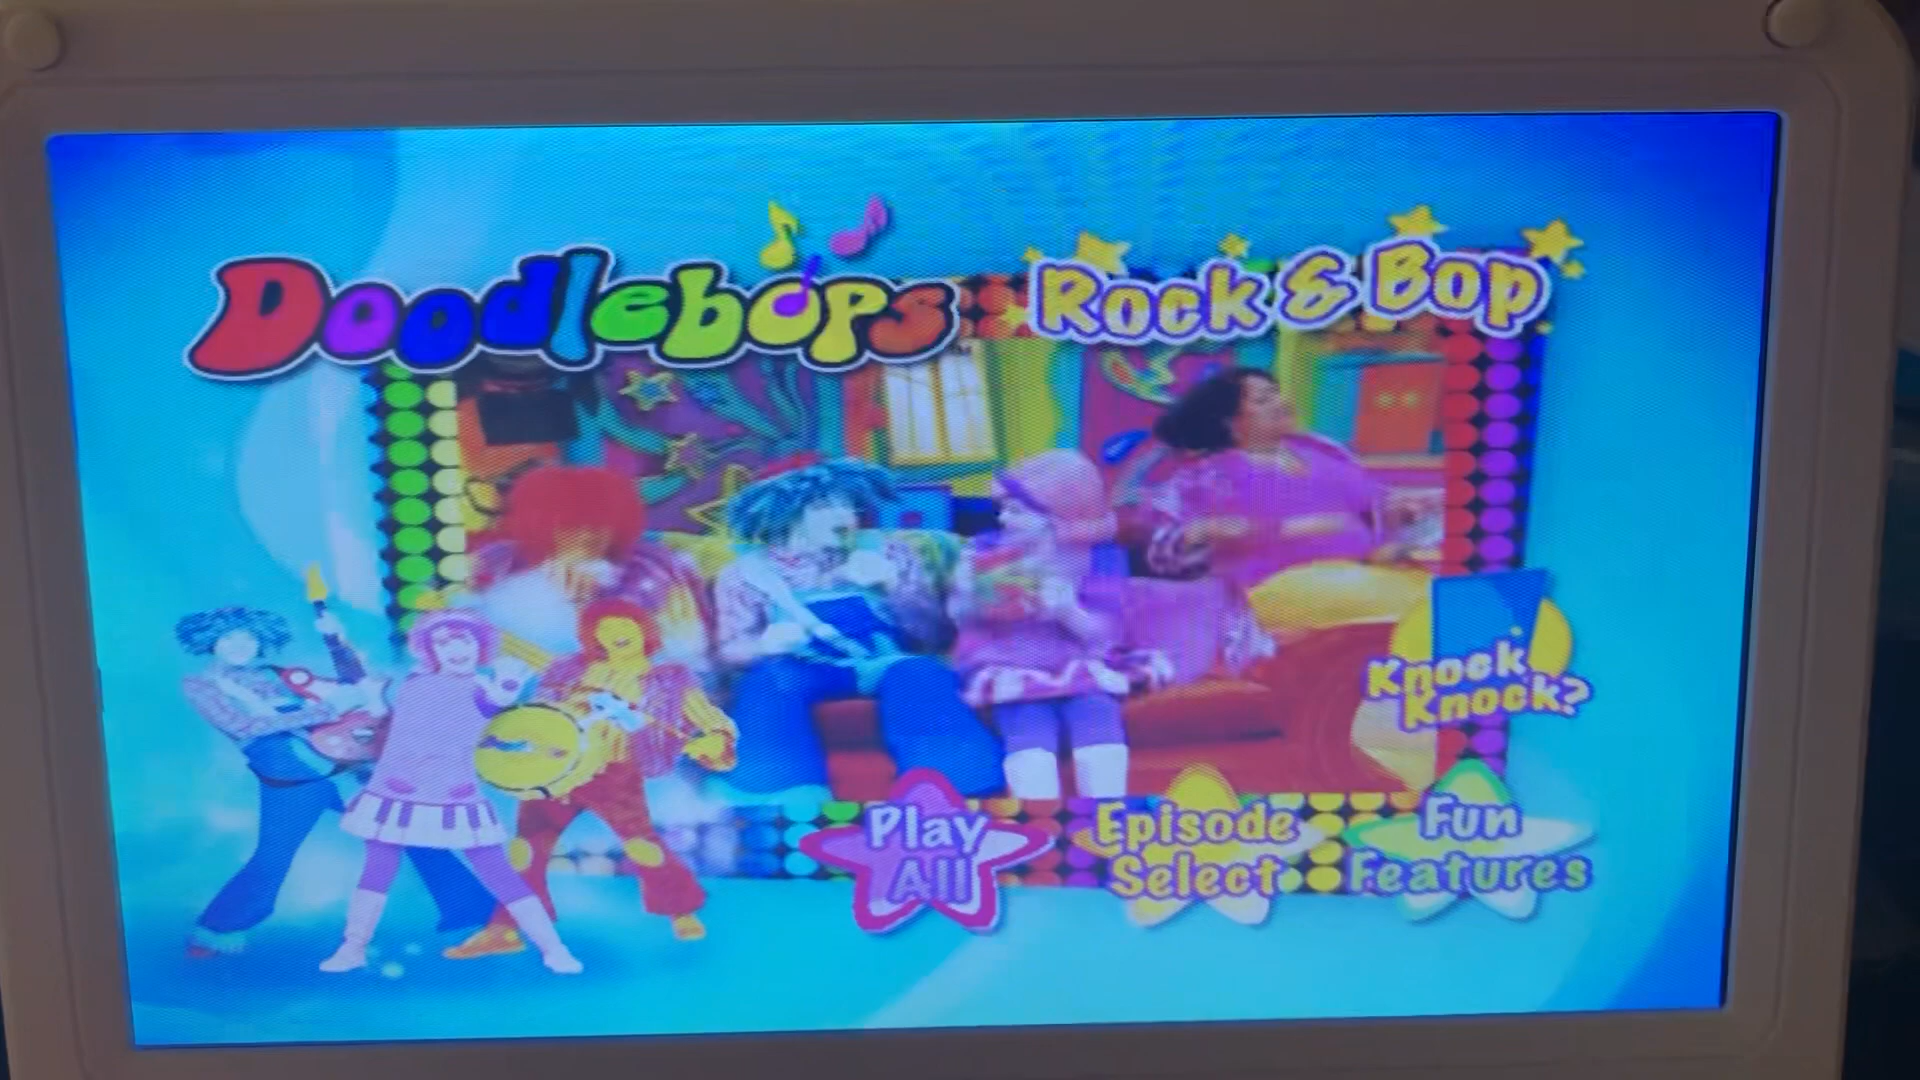 Doodlebops Rock & Bop
Knock
Knock?
Play
All
Episode
Select
Fun
Features